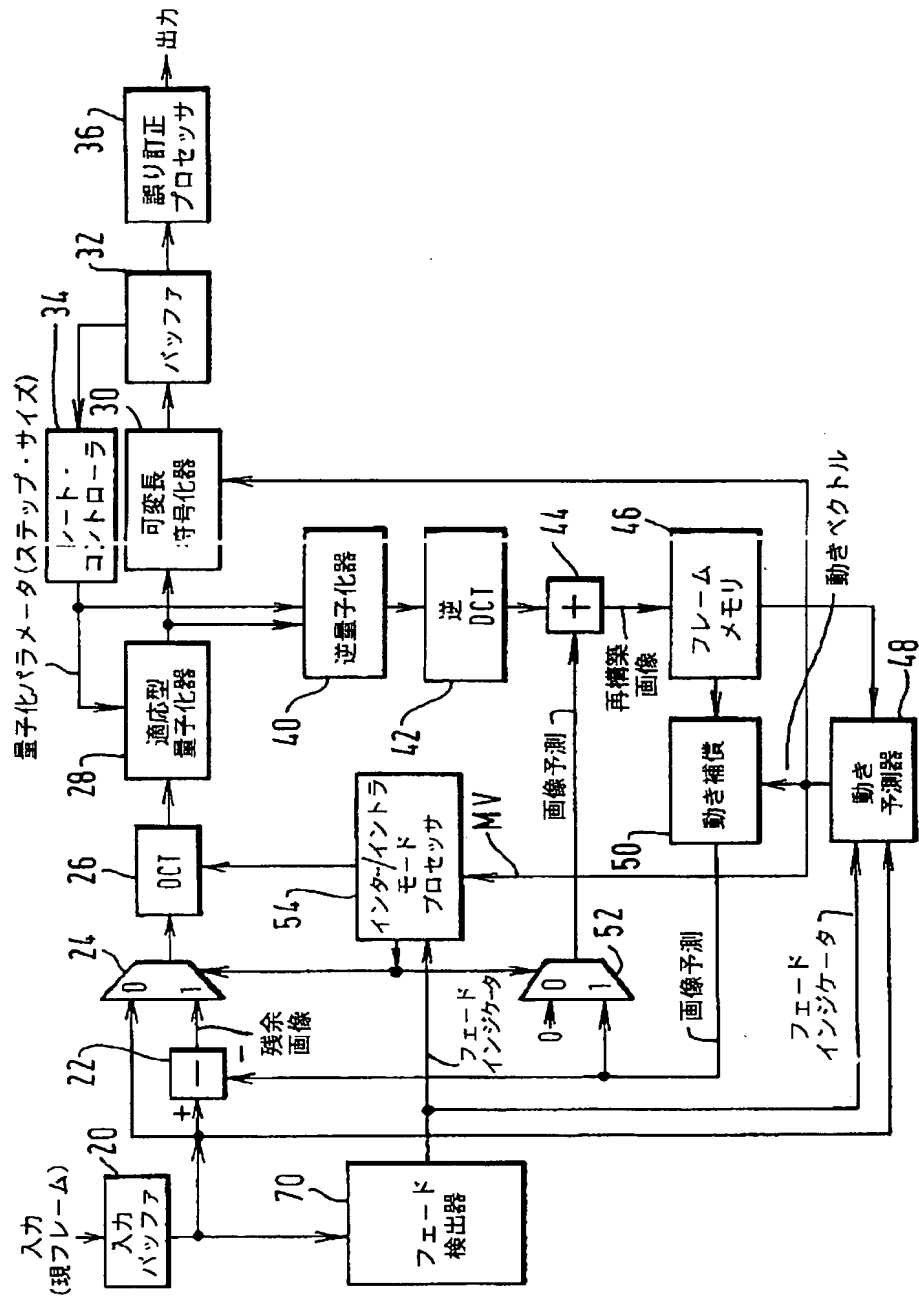 入力
(現フレーム)
20
入力
バッファ
22
+
−
−
残余
画像
24
0
1
26
DCT
28
適応型
量子化器
量子化パラメータ(ステップ・サイズ)
34
レート・
コントローラ
30
可変長
符号化器
32
バッファ
36
誤り訂正
プロセッサ
出力
40
逆量子化器
42
逆
DCT
44
+
再構築
画像
46
フレーム
メモリ
動きベクトル
48
動き
予測器
50
動き補償
画像予測
MV
54
インター/イントラ
モード
プロセッサ
52
0
0
1
画像予測
フェード
インジケータ
フェード
インジケータ
70
フェード
検出器